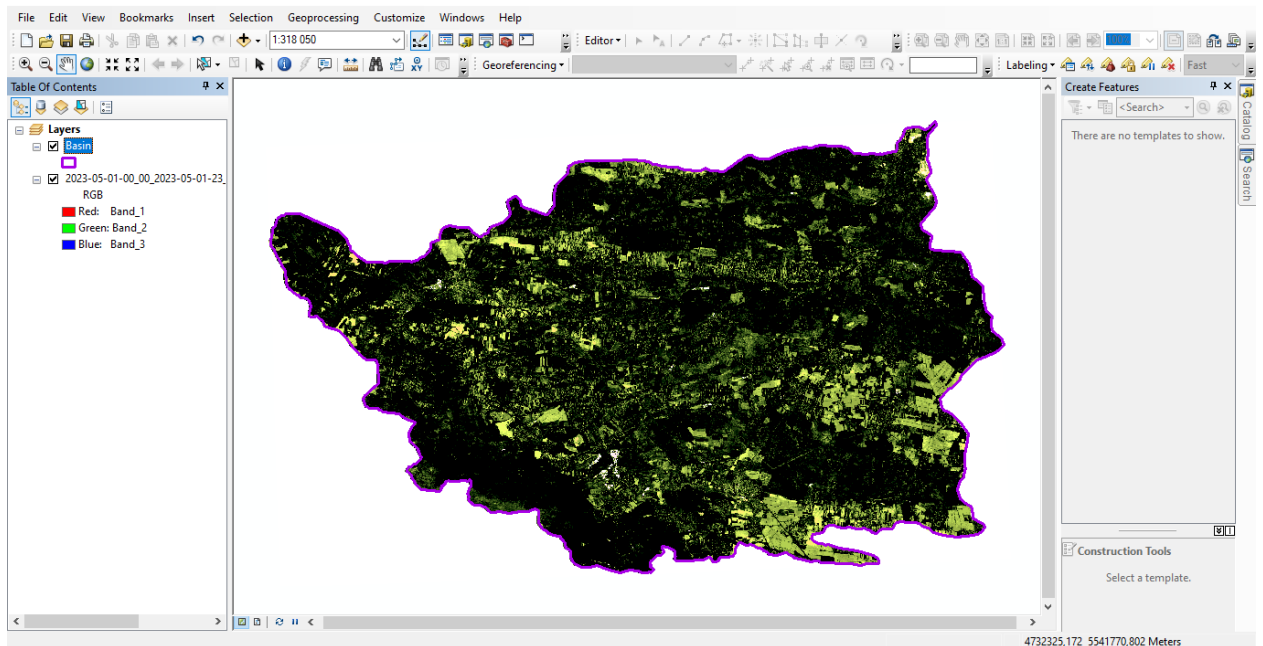 File Edit View Bookmarks Insert Selection Geoprocessing Customize Windows Help
1:318 050
Editor
100%
Georeferencing
Labeling
Fast
Table Of Contents
Layers
Basin
2023-05-01-00_00_2023-05-01-23_
RGB
Red: Band_1
Green: Band_2
Blue: Band_3
Create Features
<Search>
There are no templates to show.
Construction Tools
Select a template.
Catalog
Search
4732325,172 5541770,802 Meters